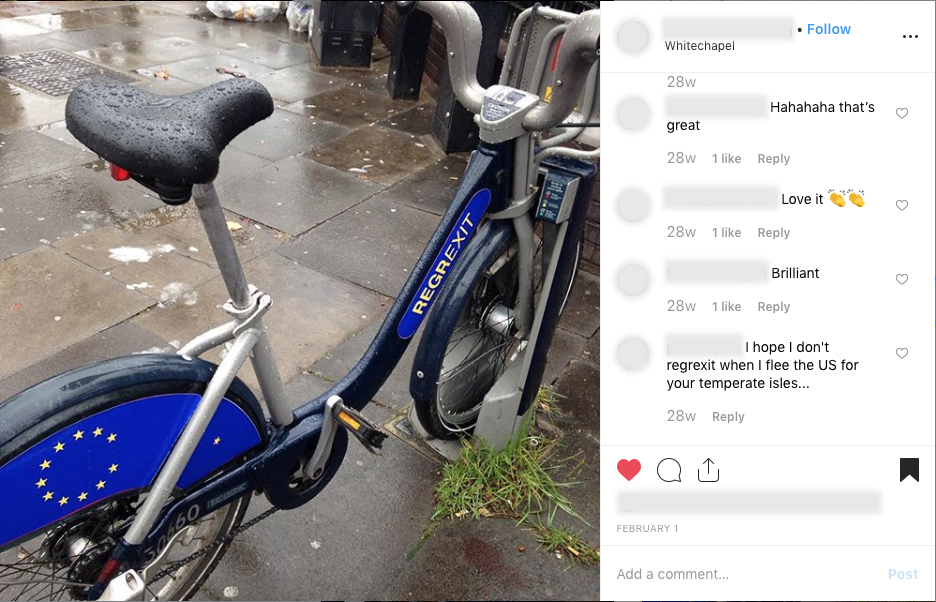 REGREXIT
CAUTION
50660
• Follow
Whitechapel
28w
Hahahaha that's
great
28w 1 like Reply
Love it 👏👏
28w 1 like Reply
Brilliant
28w 1 like Reply
I hope I don't
regrexit when I flee the US for
your temperate isles...
28w Reply
FEBRUARY 1
Add a comment... Post